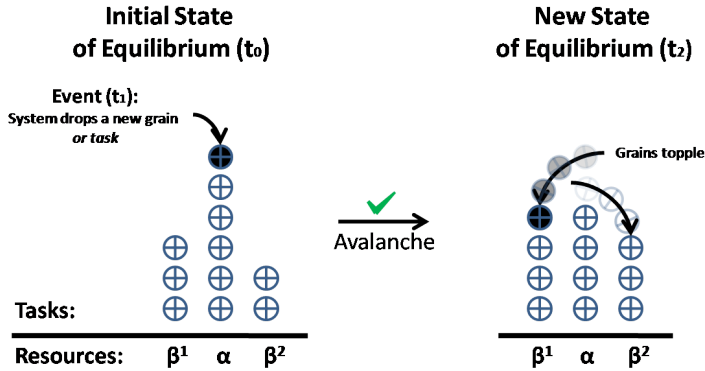 Initial State
of Equilibrium (t₀)
Event (t₁):
System drops a new grain
or task
Avalanche
New State
of Equilibrium (t₂)
Grains topple
Tasks:
Resources: β¹ α β²
β¹ α β²